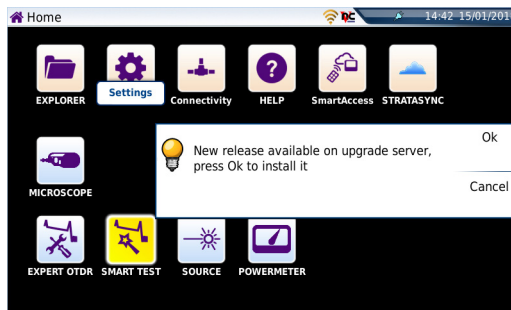 Home
14:42 15/01/201
EXPLORER
Settings
Connectivity
HELP
SmartAccess
STRATASYNC
New release available on upgrade server,
press Ok to install it
Ok
Cancel
MICROSCOPE
EXPERT OTDR
SMART TEST
SOURCE
POWERMETER